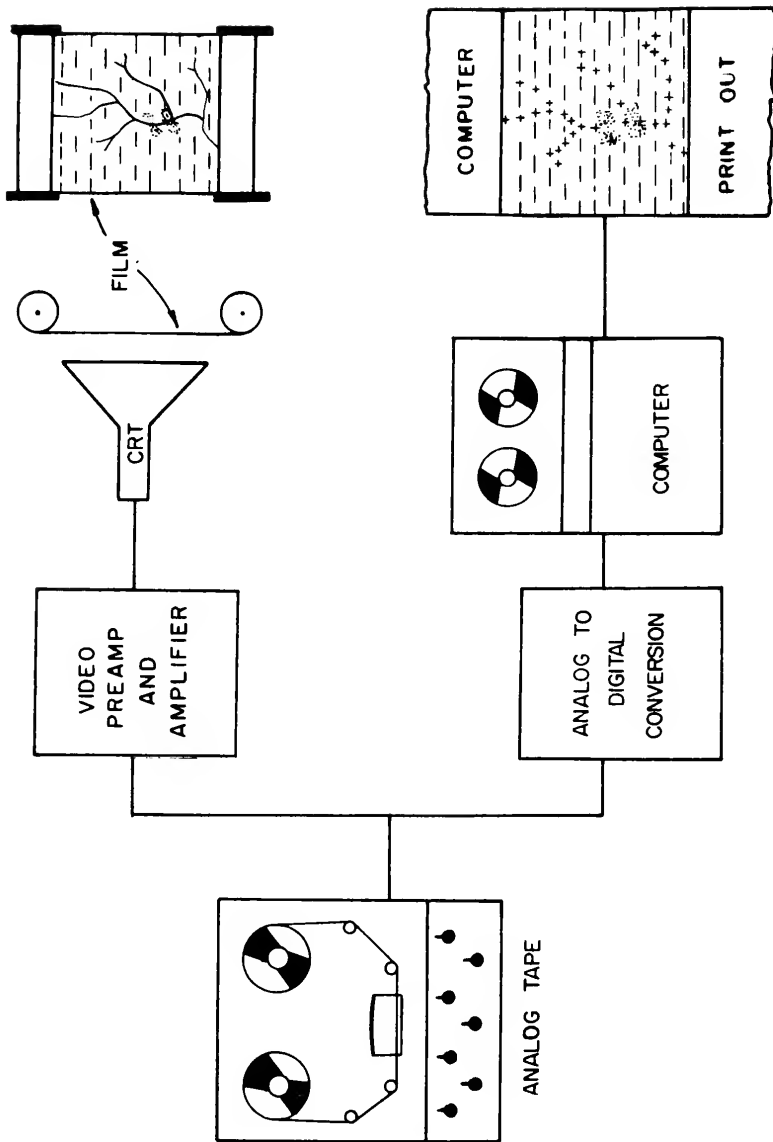 ANALOG TAPE
VIDEO
PREAMP
AND
AMPLIFIER
CRT
FILM
ANALOG TO
DIGITAL
CONVERSION
COMPUTER
COMPUTER
PRINT OUT